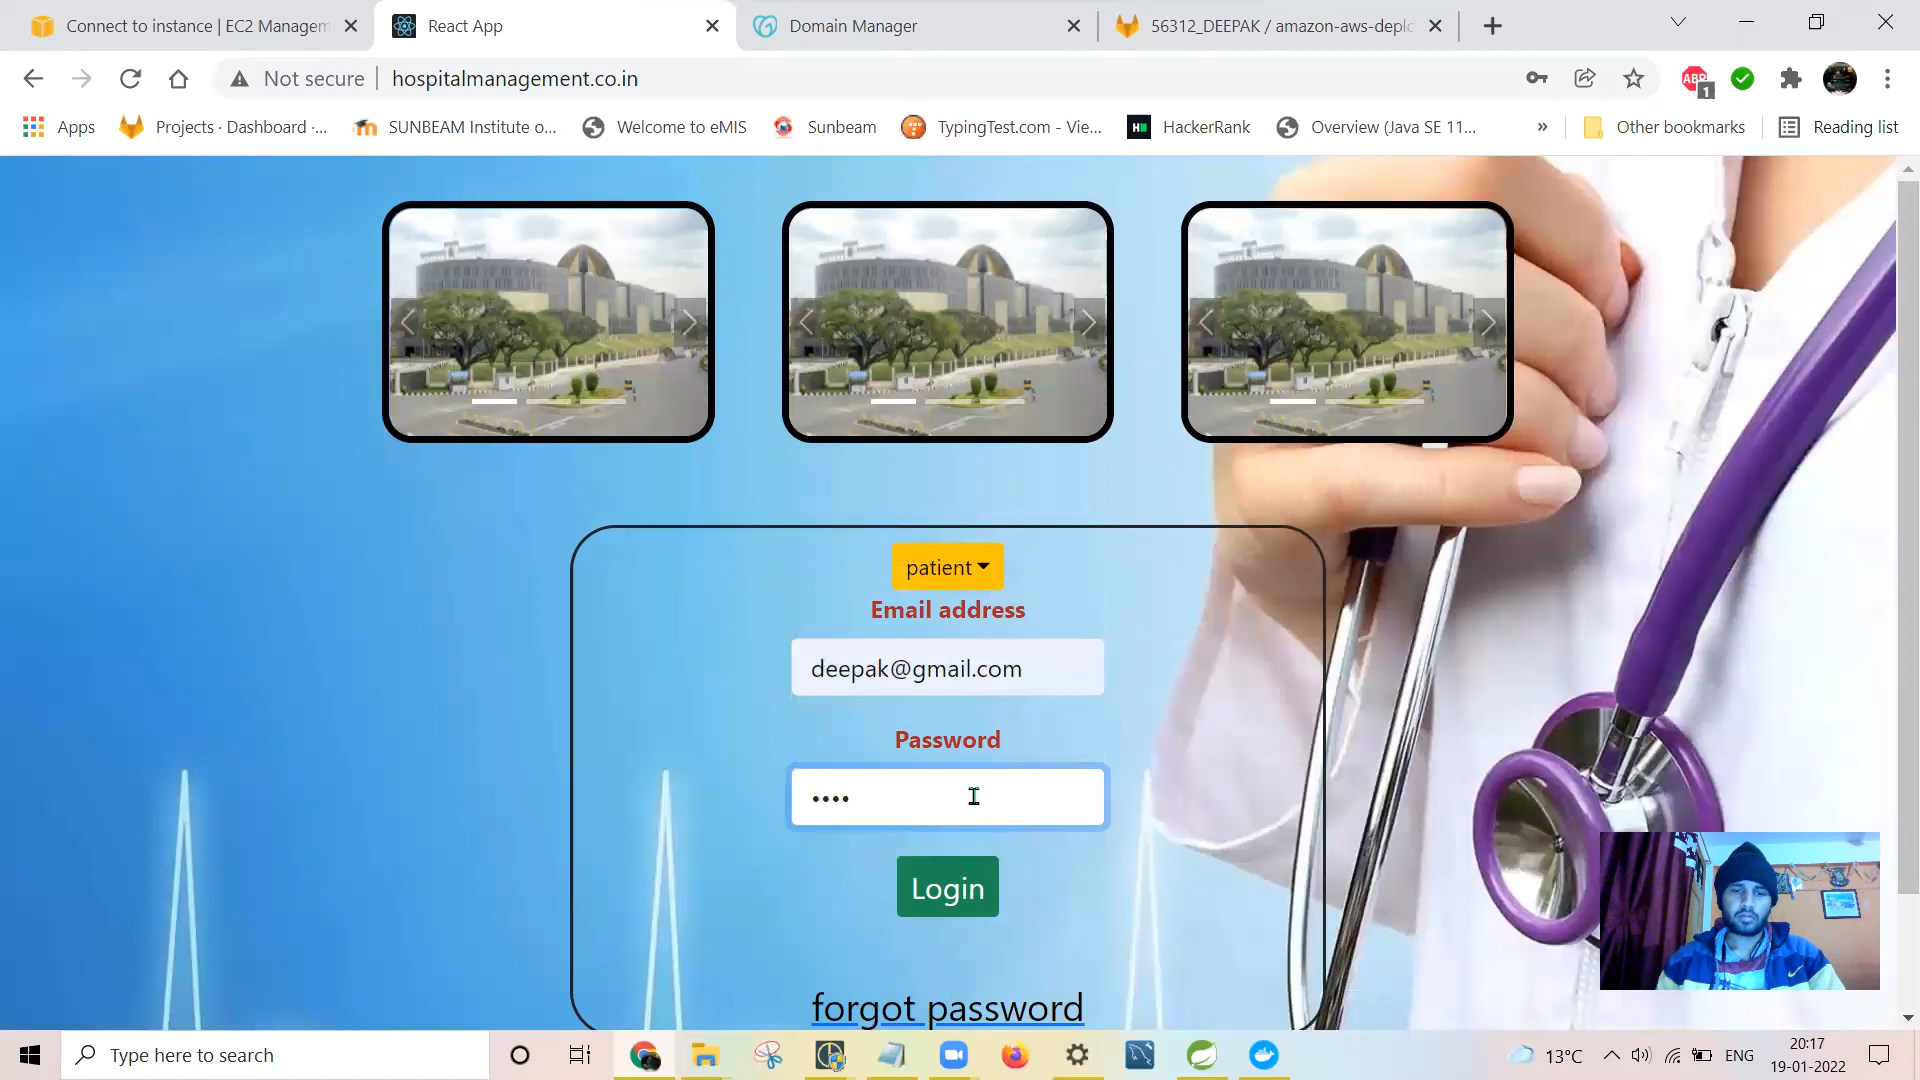 Connect to instance | EC2 Managem
React App
Domain Manager
56312_DEEPAK / amazon-aws-deplo
Not secure
hospitalmanagement.co.in
ABP
1
Apps
Projects · Dashboard ·...
SUNBEAM Institute o...
Welcome to eMIS
Sunbeam
TypingTest.com - Vie...
HackerRank
Overview (Java SE 11...
»
Other bookmarks
Reading list
patient
Email address
deepak@gmail.com
Password
••••
Login
forgot password
Type here to search
13°C
ENG
20:17
19-01-2022